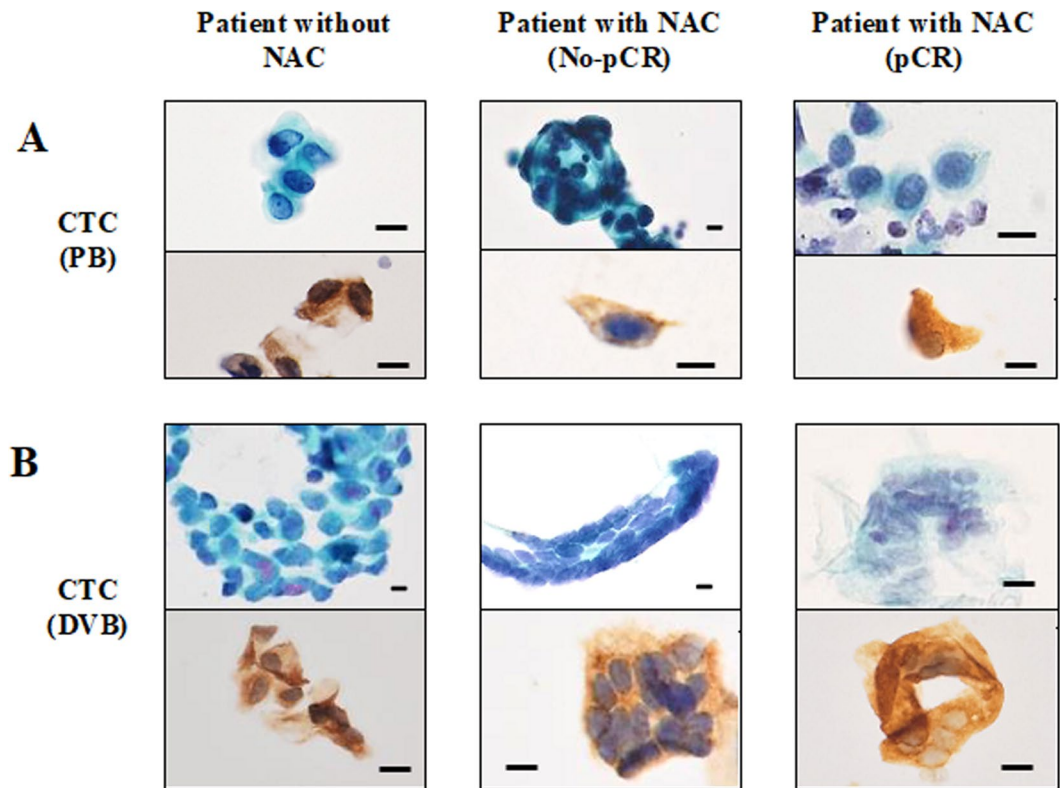 Patient without
NAC
Patient with NAC
(No-pCR)
Patient with NAC
(pCR)
A
CTC
(PB)
B
CTC
(DVB)